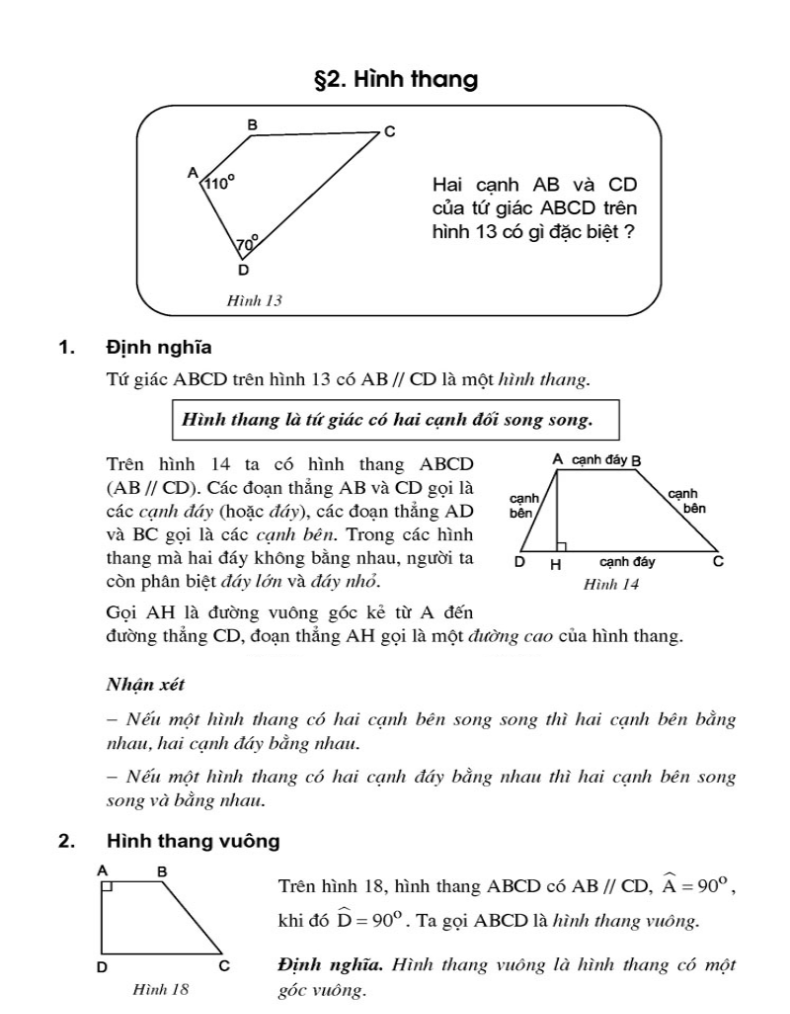 §2. Hình thang
B
C
A
110°
70°
D
Hai cạnh AB và CD
của tứ giác ABCD trên
hình 13 có gì đặc biệt ?
Hình 13
1. Định nghĩa
Tứ giác ABCD trên hình 13 có AB // CD là một hình thang.
Hình thang là tứ giác có hai cạnh đối song song.
Trên hình 14 ta có hình thang ABCD
(AB // CD). Các đoạn thẳng AB và CD gọi là
các cạnh đáy (hoặc đáy), các đoạn thẳng AD
và BC gọi là các cạnh bên. Trong các hình
thang mà hai đáy không bằng nhau, người ta
còn phân biệt đáy lớn và đáy nhỏ.
A cạnh đáy B
cạnh
bên
cạnh
bên
D H cạnh đáy C
Hình 14
Gọi AH là đường vuông góc kẻ từ A đến
đường thẳng CD, đoạn thẳng AH gọi là một đường cao của hình thang.
Nhận xét
– Nếu một hình thang có hai cạnh bên song song thì hai cạnh bên bằng
nhau, hai cạnh đáy bằng nhau.
– Nếu một hình thang có hai cạnh đáy bằng nhau thì hai cạnh bên song
song và bằng nhau.
2. Hình thang vuông
A B
D C
Hình 18
Trên hình 18, hình thang ABCD có AB // CD, Â = 90°,
khi đó D̂ = 90°. Ta gọi ABCD là hình thang vuông.
Định nghĩa. Hình thang vuông là hình thang có một
góc vuông.